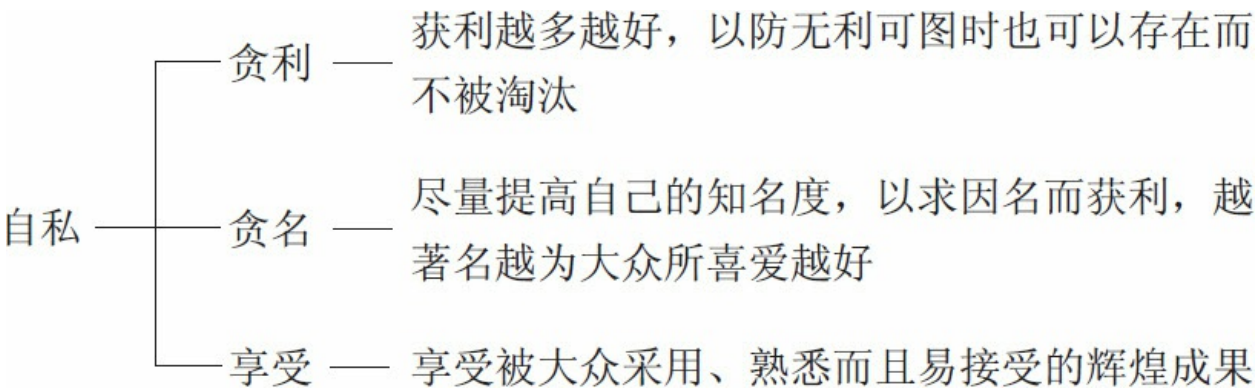 获利越多越好，以防无利可图时也可以存在而
贪利
不被淘汰
尽量提高自己的知名度，以求因名而获利，越
自私
贪名
著名越为大众所喜爱越好
享受
享受被大众采用、熟悉而且易接受的辉煌成果